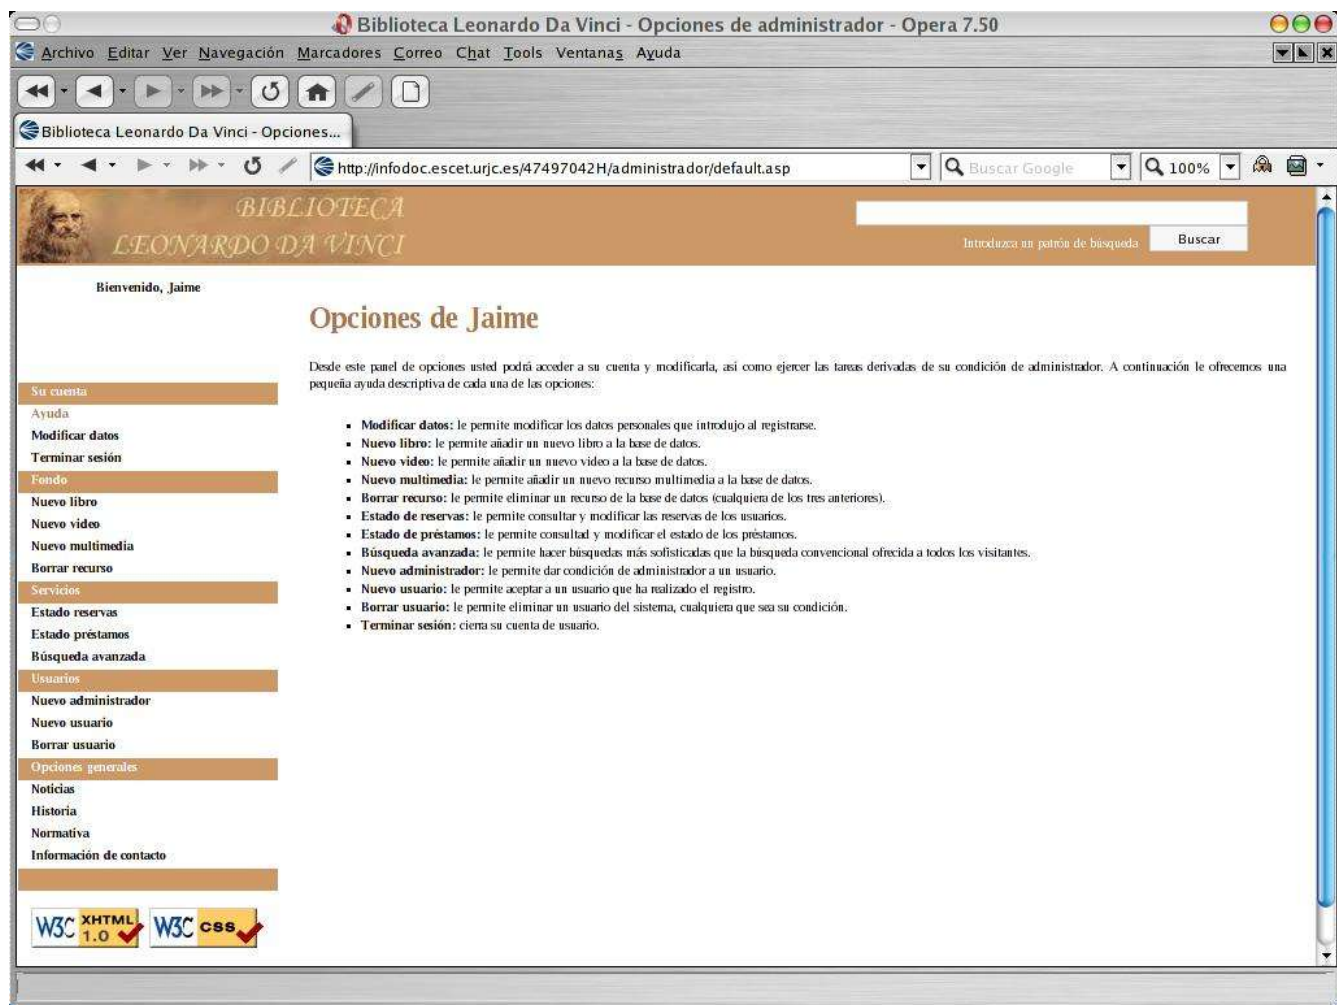 Biblioteca Leonardo Da Vinci - Opciones de administrador - Opera 7.50
Archivo Editar Ver Navegación Marcadores Correo Chat Tools Ventanas Ayuda
Biblioteca Leonardo Da Vinci - Opciones...
http://infodoc.escet.urjc.es/47497042H/administrador/default.asp
Buscar Google
100%
BIBLIOTECA
LEONARDO DA VINCI
Introduzca un patrón de búsqueda
Buscar
Bienvenido, Jaime
Su cuenta
Ayuda
Modificar datos
Terminar sesión
Fondo
Nuevo libro
Nuevo video
Nuevo multimedia
Borrar recurso
Servicios
Estado reservas
Estado préstamos
Búsqueda avanzada
Usuarios
Nuevo administrador
Nuevo usuario
Borrar usuario
Opciones generales
Noticias
Historia
Normativa
Información de contacto
W3C XHTML 1.0
W3C css
Opciones de Jaime
Desde este panel de opciones usted podrá acceder a su cuenta y modificarla, asi como ejercer las tareas derivadas de su condición de administrador. A continuación le ofrecemos una
pequeña ayuda descriptiva de cada una de las opciones:
Modificar datos: le permite modificar los datos personales que introdujo al registrarse.
Nuevo libro: le permite añadir un nuevo libro a la base de datos.
Nuevo video: le permite añadir un nuevo video a la base de datos.
Nuevo multimedia: le permite añadir un nuevo recurso multimedia a la base de datos.
Borrar recurso: le permite eliminar un recurso de la base de datos (cualquiera de los tres anteriores).
Estado de reservas: le permite consultar y modificar las reservas de los usuarios.
Estado de préstamos: le permite consultad y modificar el estado de los préstamos.
Búsqueda avanzada: le permite hacer búsquedas más sofisticadas que la búsqueda convencional ofrecida a todos los visitantes.
Nuevo administrador: le permite dar condición de administrador a un usuario.
Nuevo usuario: le permite aceptar a un usuario que ha realizado el registro.
Borrar usuario: le permite eliminar un usuario del sistema, cualquiera que sea su condición.
Terminar sesión: cierra su cuenta de usuario.